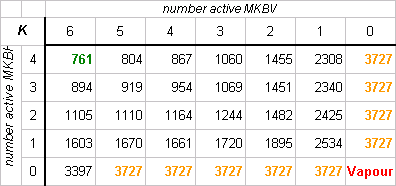 number active MKBV
K 6 5 4 3 2 1 0
number active MKBF
4 761 804 867 1060 1455 2308 3727
3 894 919 954 1069 1451 2340 3727
2 1105 1110 1164 1244 1482 2425 3727
1 1603 1670 1661 1720 1895 2534 3727
0 3397 3727 3727 3727 3727 3727 Vapour